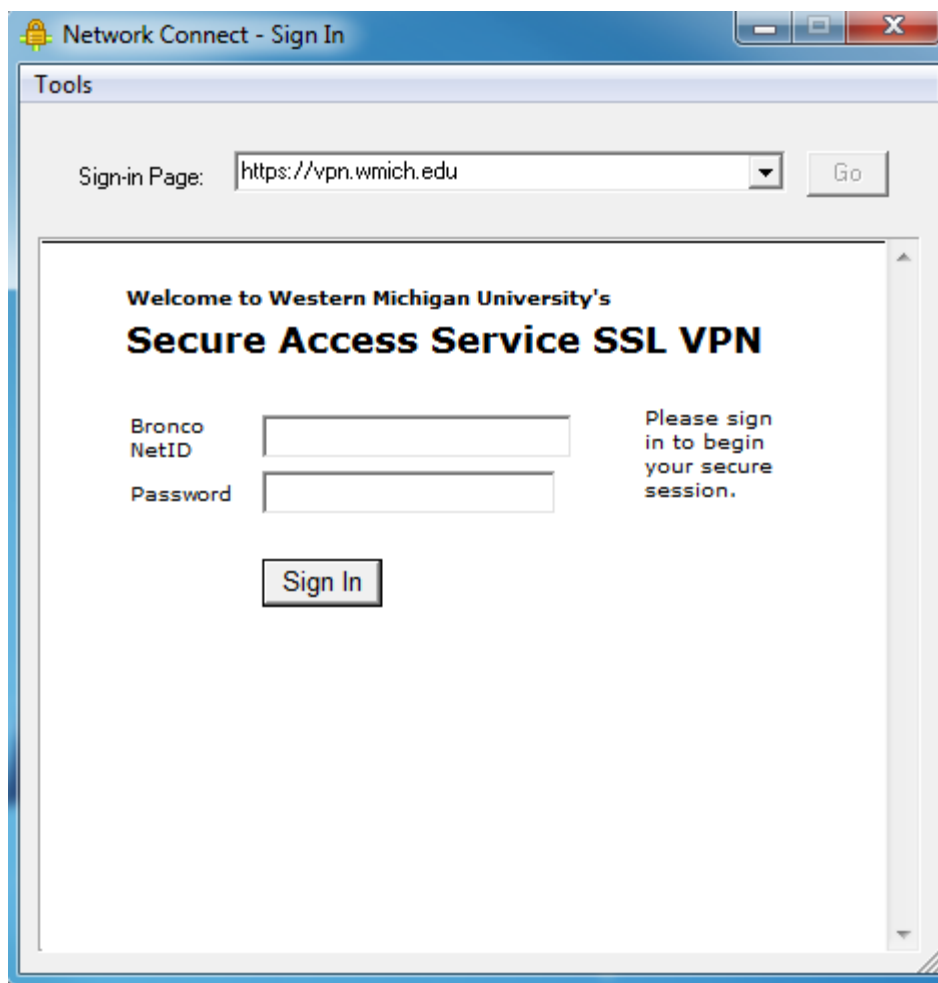 Network Connect - Sign In
Tools
Sign-in Page: https://vpn.wmich.edu Go
Welcome to Western Michigan University's
Secure Access Service SSL VPN
Bronco
NetID
Password
Please sign
in to begin
your secure
session.
Sign In